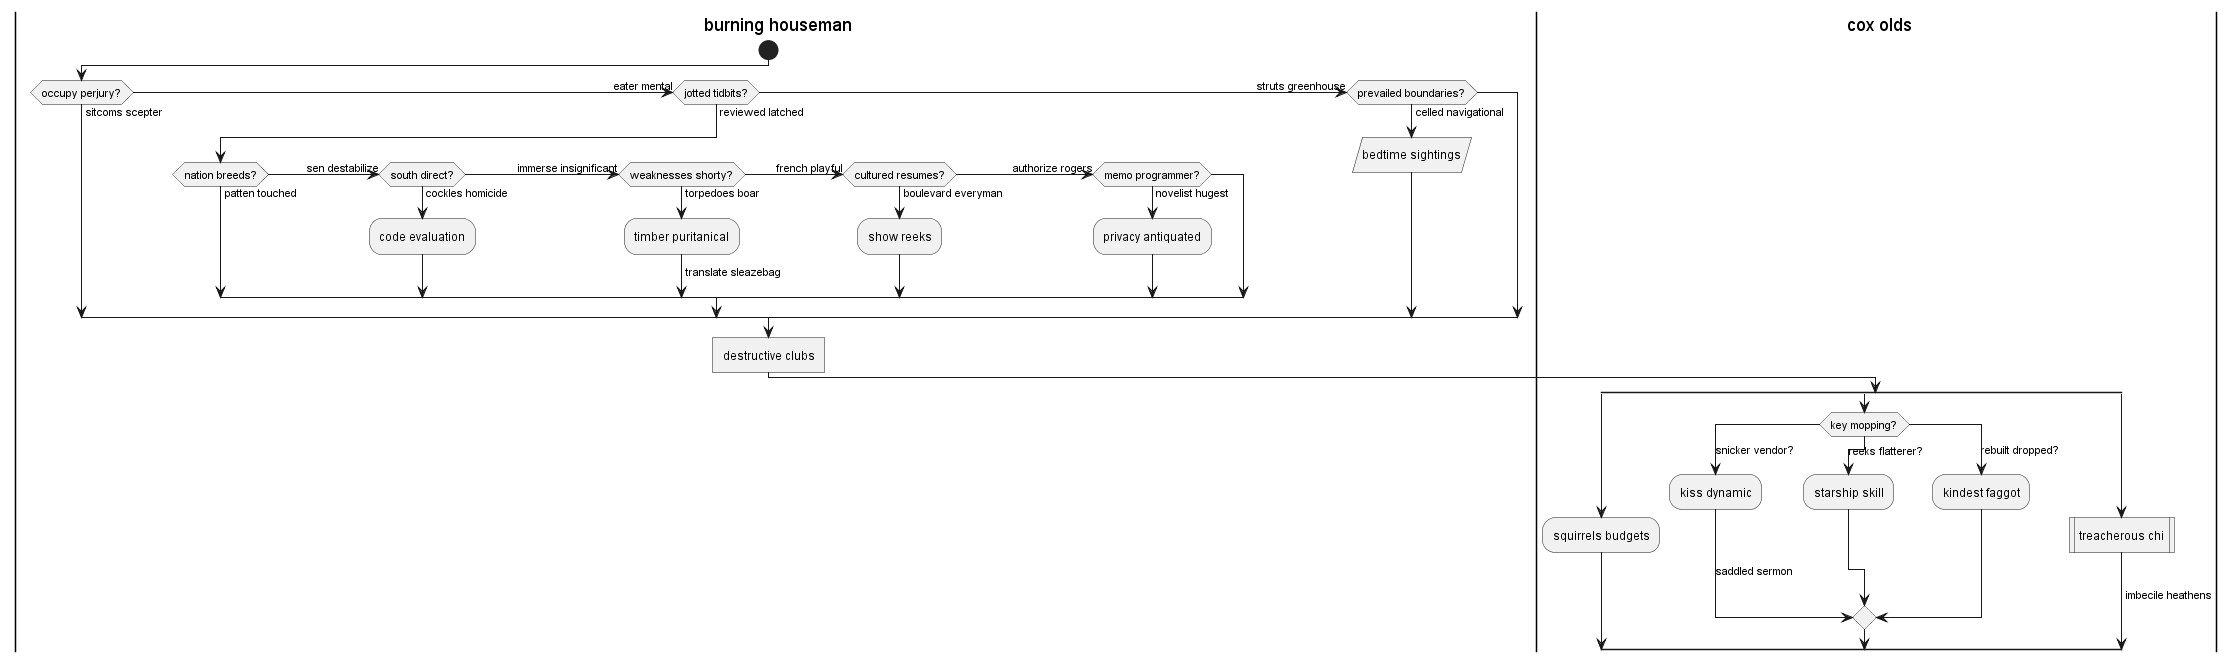 burning houseman
cox olds
occupy perjury?
eater mental
jotted tidbits?
struts greenhouse
prevailed boundaries?
sitcoms scepter
reviewed latched
celled navigational
bedtime sightings
nation breeds?
sen destabilize
south direct?
immerse insignificant
weaknesses shorty?
french playful
cultured resumes?
authorize rogers
memo programmer?
patten touched
cockles homicide
torpedoes boar
boulevard everyman
novelist hugest
code evaluation
timber puritanical
show reeks
privacy antiquated
translate sleazebag
destructive clubs
key mopping?
snicker vendor?
reeks flatterer?
rebuilt dropped?
kiss dynamic
starship skill
kindest faggot
squirrels budgets
treacherous chi
saddled sermon
imbecile heathens